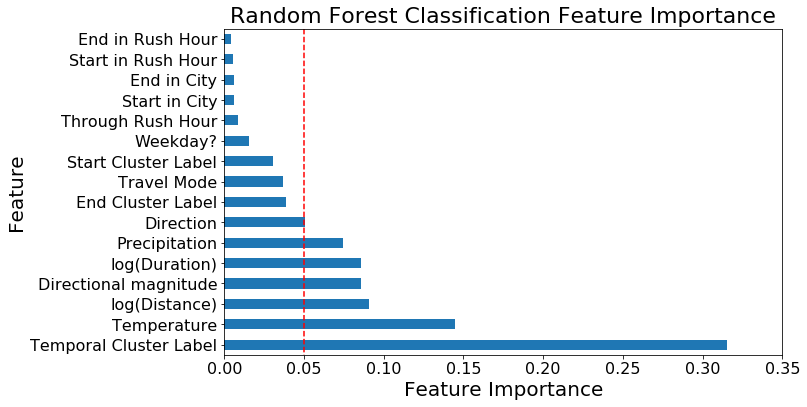 Random Forest Classification Feature Importance
Feature
End in Rush Hour
Start in Rush Hour
End in City
Start in City
Through Rush Hour
Weekday?
Start Cluster Label
Travel Mode
End Cluster Label
Direction
Precipitation
log(Duration)
Directional magnitude
log(Distance)
Temperature
Temporal Cluster Label
0.00 0.05 0.10 0.15 0.20 0.25 0.30 0.35
Feature Importance